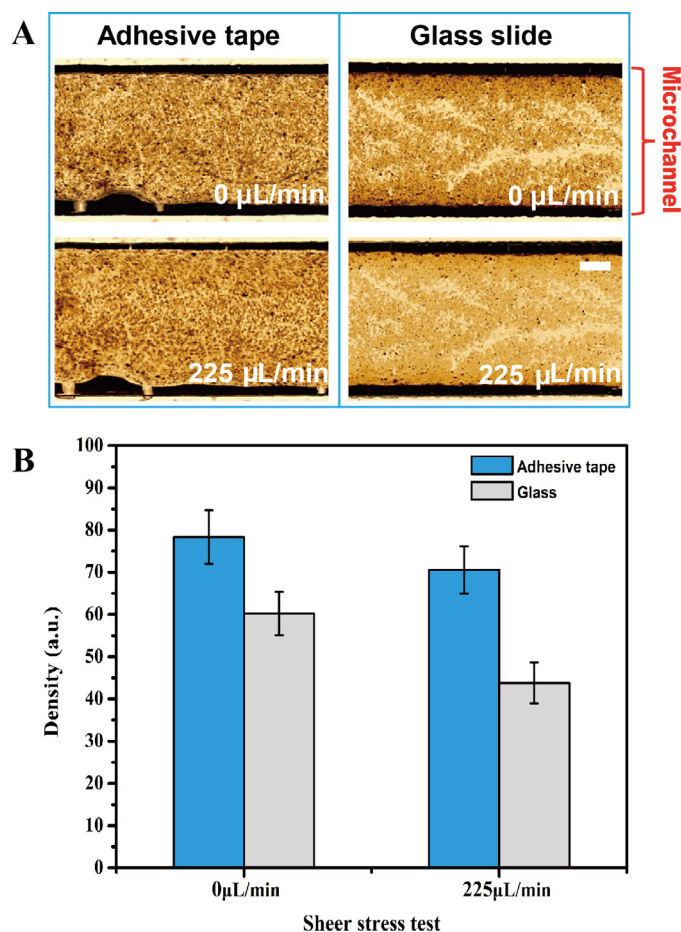 A
Adhesive tape
Glass slide
0 µL/min
0 µL/min
Microchannel
225 µL/min
225 µL/min
B
100
90
80
70
60
50
40
30
20
10
0
Density (a.u.)
Adhesive tape
Glass
0µL/min
225µL/min
Sheer stress test